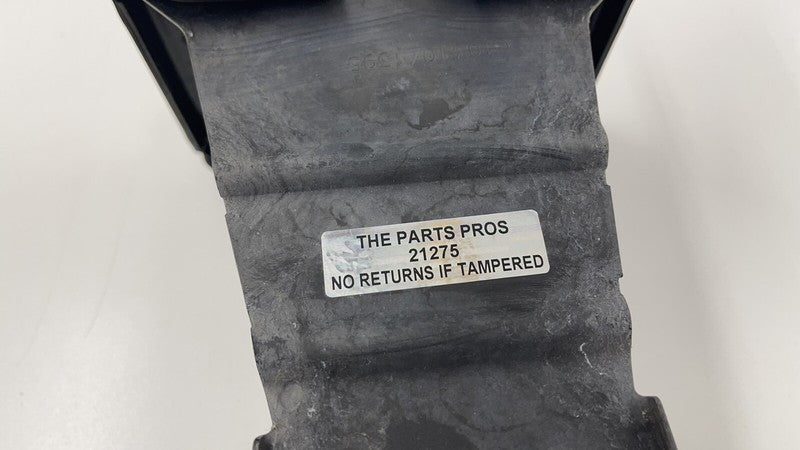 THE PARTS PROS
21275
NO RETURNS IF TAMPERED